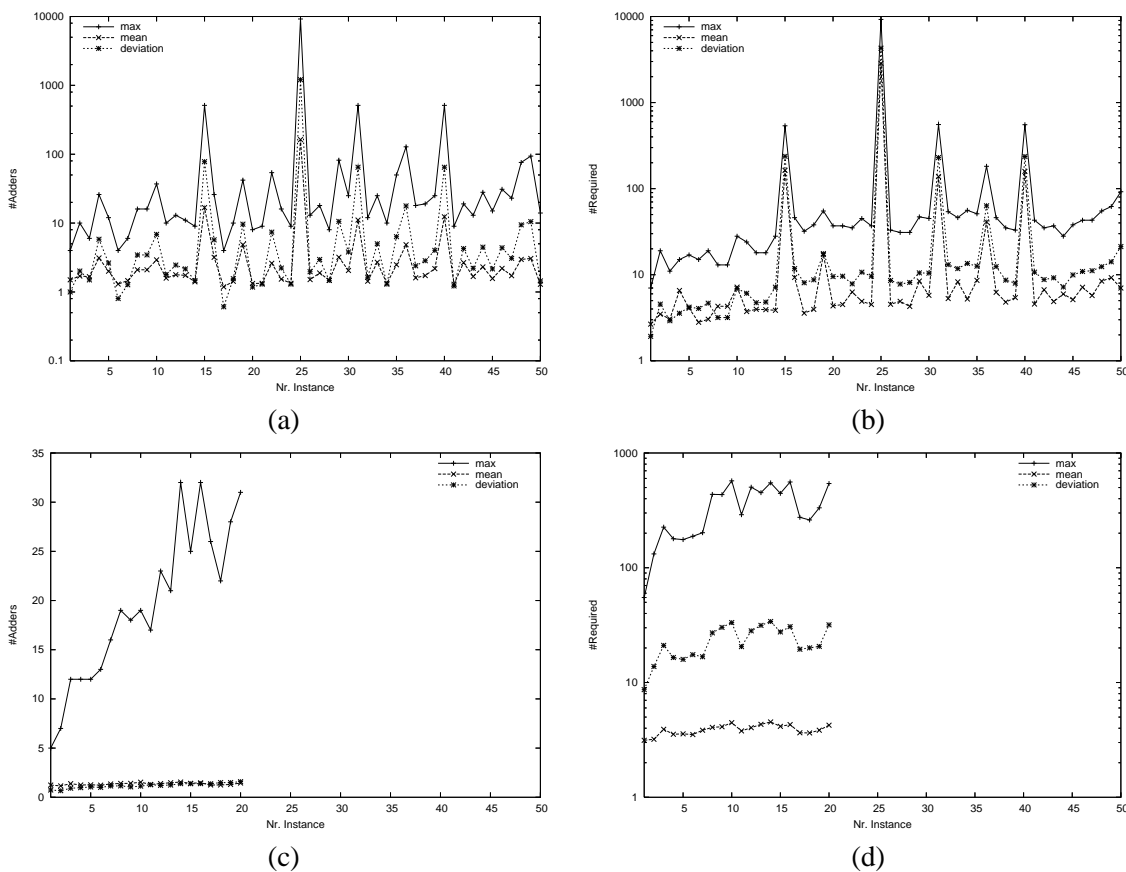 10000
1000
100
10
1
0.1
#Adders
max
mean
deviation
5 10 15 20 25 30 35 40 45 50
Nr. Instance
(a)
10000
1000
100
10
1
#Required
max
mean
deviation
5 10 15 20 25 30 35 40 45 50
Nr. Instance
(b)
35
30
25
20
15
10
5
0
#Adders
max
mean
deviation
5 10 15 20 25 30 35 40 45 50
Nr. Instance
(c)
1000
100
10
1
#Required
max
mean
deviation
5 10 15 20 25 30 35 40 45 50
Nr. Instance
(d)